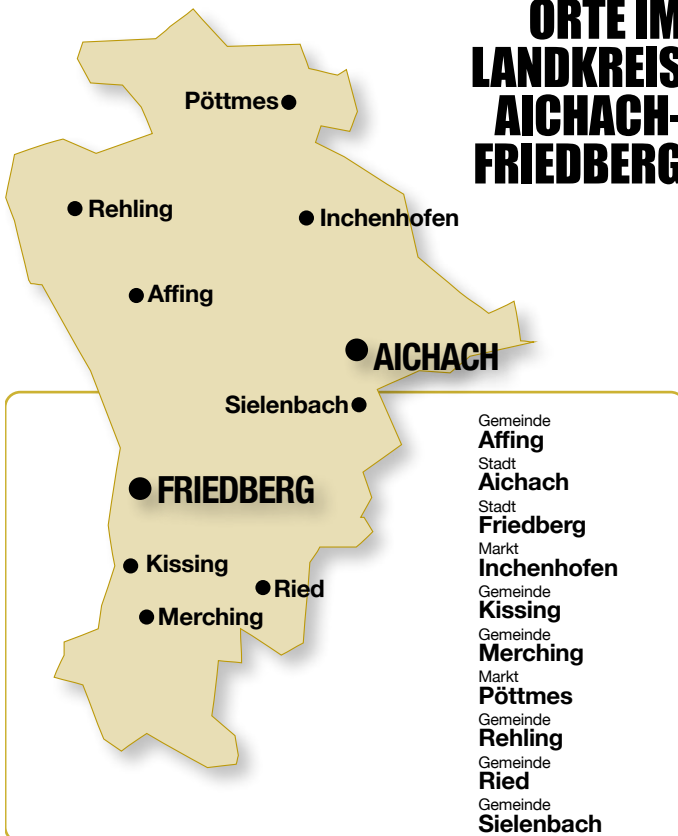 ORTE IM
LANDKREIS
AICHACH-
FRIEDBERG
Pöttmes
Rehling
Inchenhofen
Affing
AICHACH
Sielenbach
FRIEDBERG
Kissing
Ried
Merching
Gemeinde
Affing
Stadt
Aichach
Stadt
Friedberg
Markt
Inchenhofen
Gemeinde
Kissing
Gemeinde
Merching
Markt
Pöttmes
Gemeinde
Rehling
Gemeinde
Ried
Gemeinde
Sielenbach